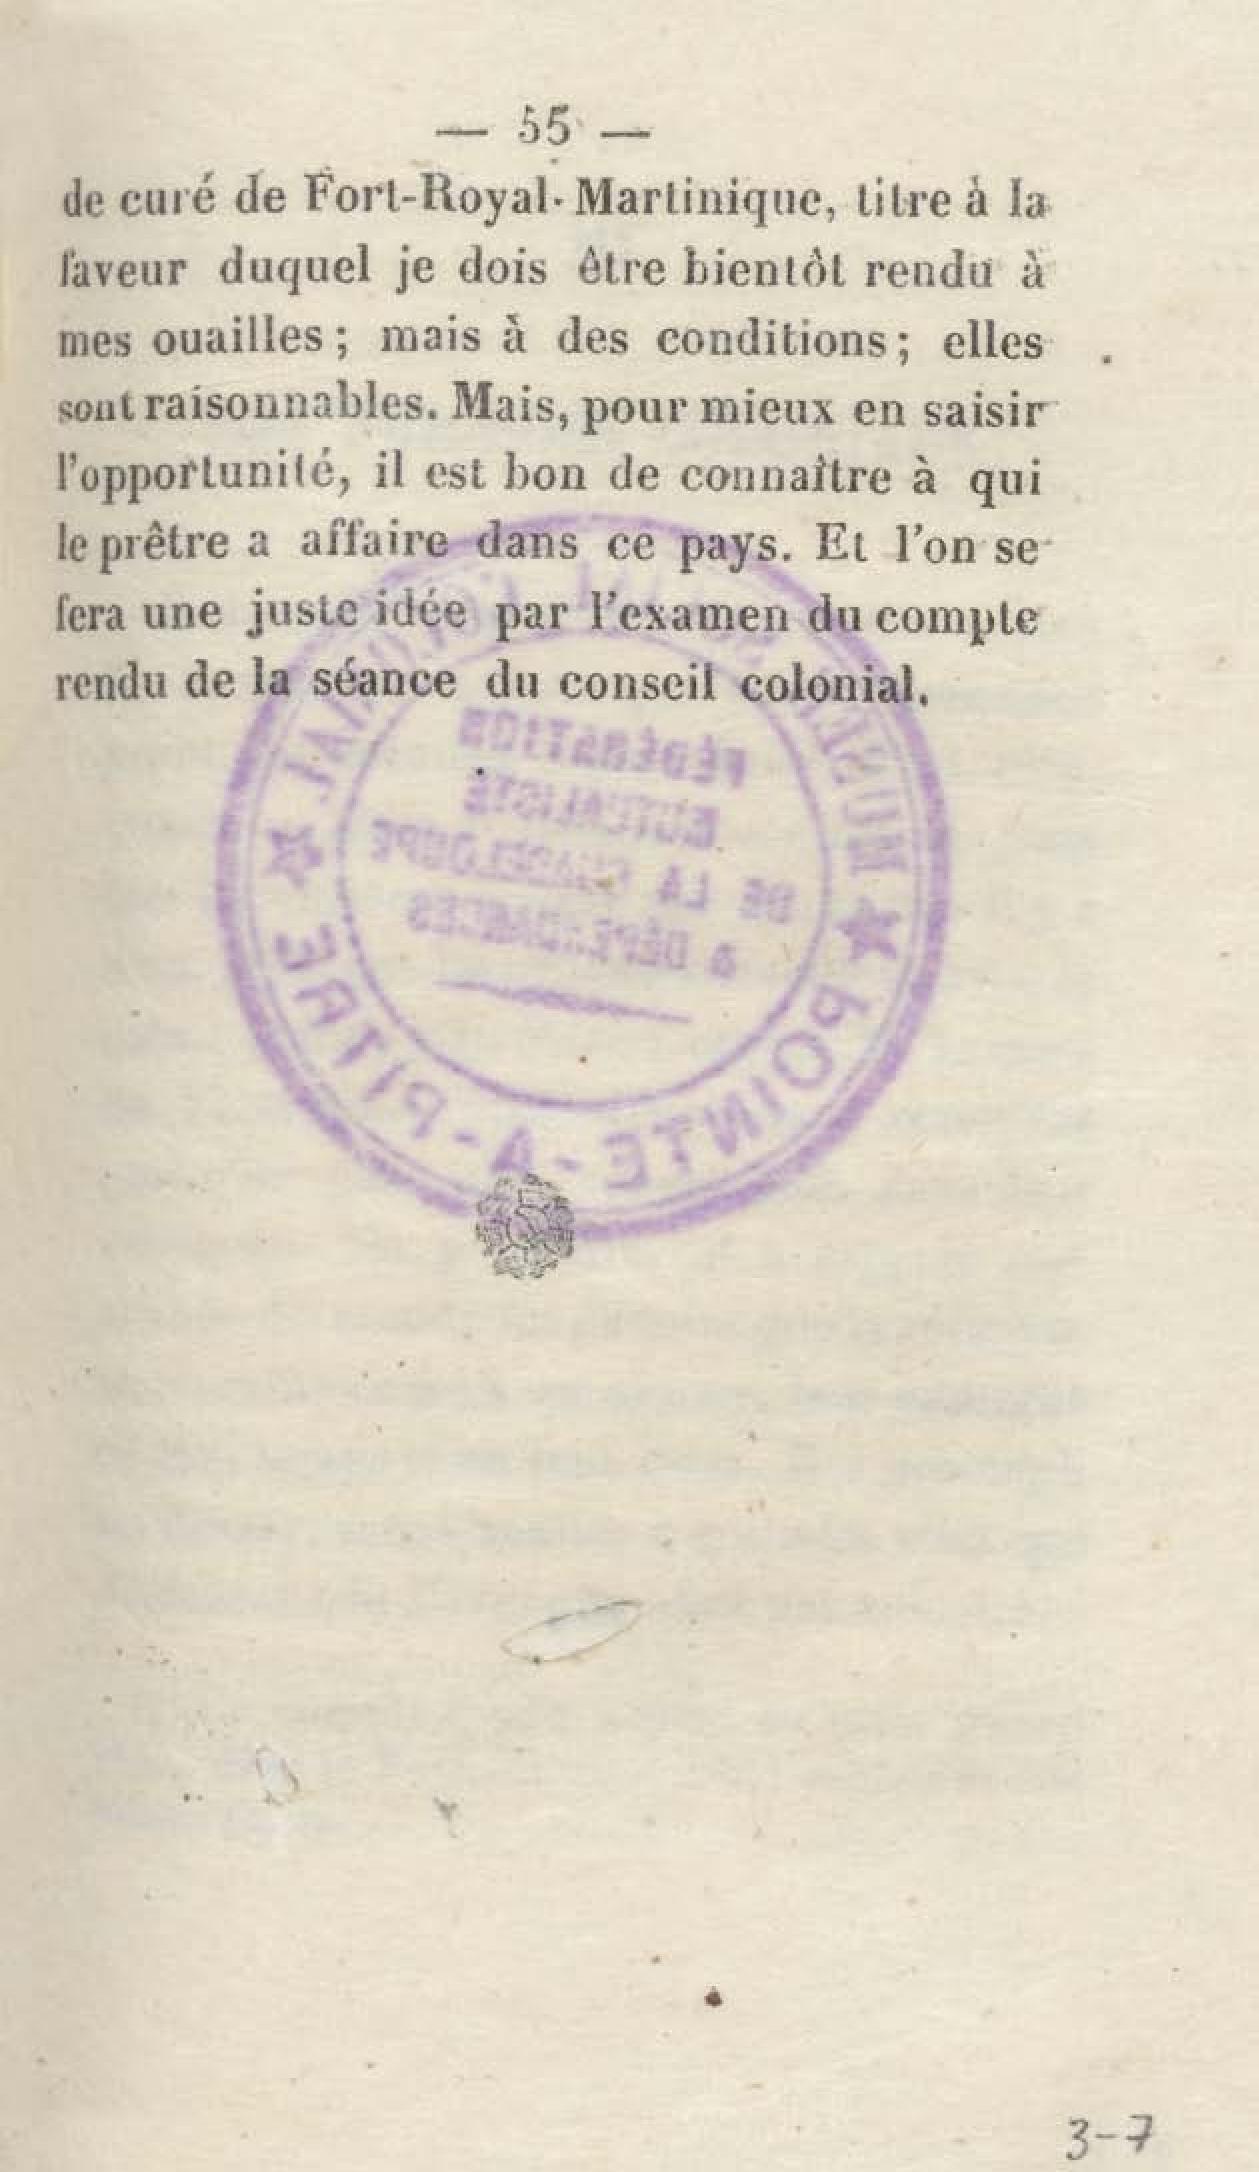 — 55 —
de curé de Fort-Royal-Martinique, titre à la
faveur duquel je dois être bientôt rendu à
mes ouailles ; mais à des conditions ; elles
sont raisonnables. Mais, pour mieux en saisir
l'opportunité, il est bon de connaître à qui
le prêtre a affaire dans ce pays. Et l'on se
fera une juste idée par l'examen du compte
rendu de la séance du conseil colonial.
FÉDÉRATION
MUTUALISTE
DE LA GUADELOUPE
& DÉPENDANCES
★ POINTE-A-PITRE ★
3-7